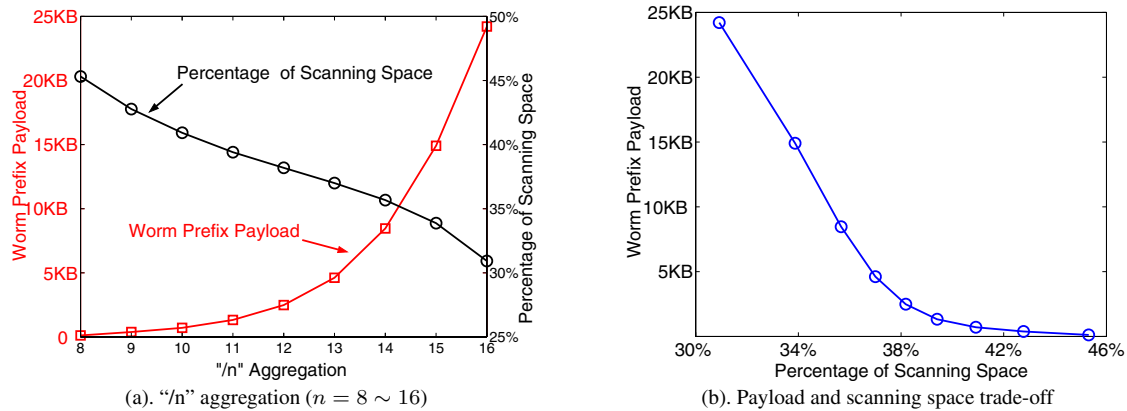 25KB
20KB
15KB
10KB
5KB
0
Worm Prefix Payload
50%
45%
40%
35%
30%
25%
Percentage of Scanning Space
Percentage of Scanning Space
Worm Prefix Payload
8 9 10 11 12 13 14 15 16
"/n" Aggregation
(a). “/n” aggregation (n = 8 ∼ 16)
25KB
20KB
15KB
10KB
5KB
Worm Prefix Payload
30% 34% 38% 42% 46%
Percentage of Scanning Space
(b). Payload and scanning space trade-off